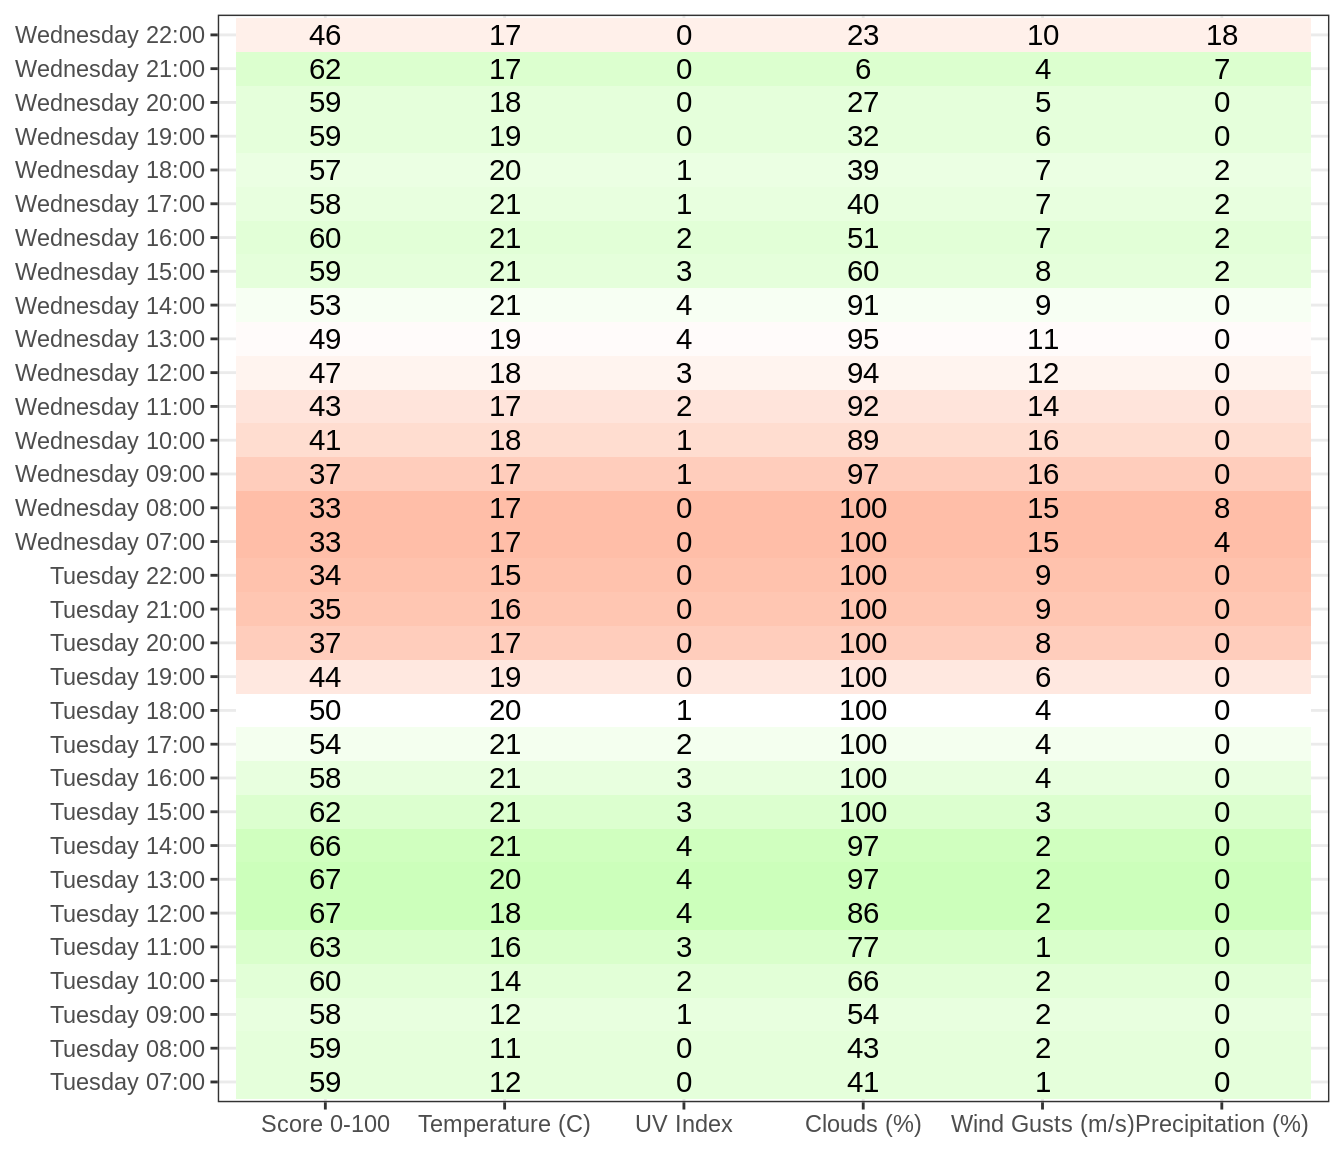 Wednesday 22:00 46 17 0 23 10 18
Wednesday 21:00 62 17 0 6 4 7
Wednesday 20:00 59 18 0 27 5 0
Wednesday 19:00 59 19 0 32 6 0
Wednesday 18:00 57 20 1 39 7 2
Wednesday 17:00 58 21 1 40 7 2
Wednesday 16:00 60 21 2 51 7 2
Wednesday 15:00 59 21 3 60 8 2
Wednesday 14:00 53 21 4 91 9 0
Wednesday 13:00 49 19 4 95 11 0
Wednesday 12:00 47 18 3 94 12 0
Wednesday 11:00 43 17 2 92 14 0
Wednesday 10:00 41 18 1 89 16 0
Wednesday 09:00 37 17 1 97 16 0
Wednesday 08:00 33 17 0 100 15 8
Wednesday 07:00 33 17 0 100 15 4
Tuesday 22:00 34 15 0 100 9 0
Tuesday 21:00 35 16 0 100 9 0
Tuesday 20:00 37 17 0 100 8 0
Tuesday 19:00 44 19 0 100 6 0
Tuesday 18:00 50 20 1 100 4 0
Tuesday 17:00 54 21 2 100 4 0
Tuesday 16:00 58 21 3 100 4 0
Tuesday 15:00 62 21 3 100 3 0
Tuesday 14:00 66 21 4 97 2 0
Tuesday 13:00 67 20 4 97 2 0
Tuesday 12:00 67 18 4 86 2 0
Tuesday 11:00 63 16 3 77 1 0
Tuesday 10:00 60 14 2 66 2 0
Tuesday 09:00 58 12 1 54 2 0
Tuesday 08:00 59 11 0 43 2 0
Tuesday 07:00 59 12 0 41 1 0
Score 0-100 Temperature (C) UV Index Clouds (%) Wind Gusts (m/s) Precipitation (%)